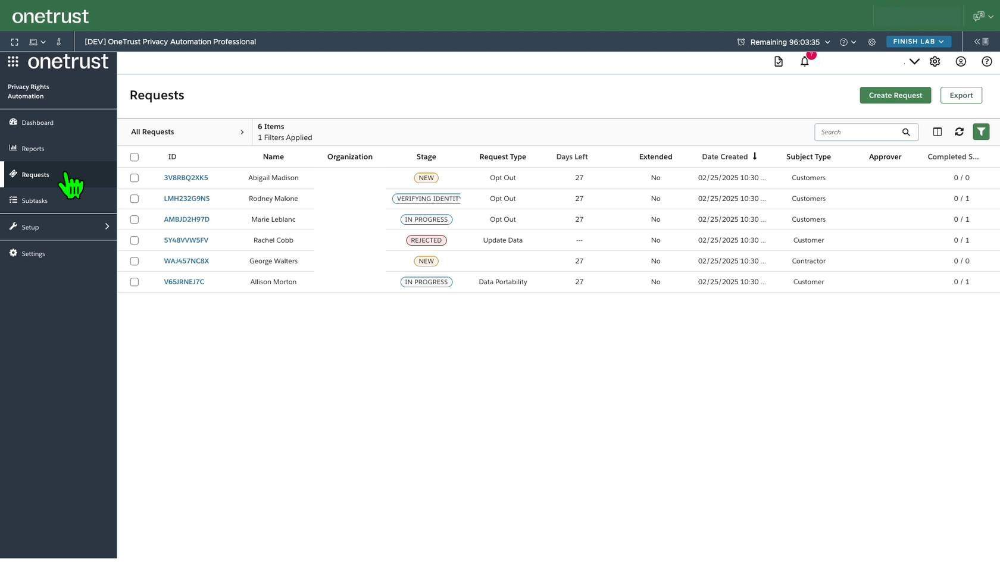 onetrust
[DEV] OneTrust Privacy Automation Professional
Remaining 96:03:35
FINISH LAB
onetrust
7
Privacy Rights
Automation
Requests
Create Request
Export
Dashboard
Reports
Requests
Subtasks
Setup
Settings
All Requests
6 Items
1 Filters Applied
Search
ID Name Organization Stage Request Type Days Left Extended Date Created Subject Type Approver Completed S...
3V8RBQ2XK5 Abigail Madison NEW Opt Out 27 No 02/25/2025 10:30 ... Customers 0 / 0
LMH232G9NS Rodney Malone VERIFYING IDENTITY Opt Out 27 No 02/25/2025 10:30 ... Customers 0 / 1
AMBJD2H97D Marie Leblanc IN PROGRESS Opt Out 27 No 02/25/2025 10:30 ... Customers 0 / 1
5Y48VVW5FV Rachel Cobb REJECTED Update Data --- No 02/25/2025 10:30 ... Customer 0 / 1
WAJ457NC8X George Walters NEW 27 No 02/25/2025 10:30 ... Contractor 0 / 0
V65JRNEJ7C Allison Morton IN PROGRESS Data Portability 27 No 02/25/2025 10:30 ... Customer 0 / 1